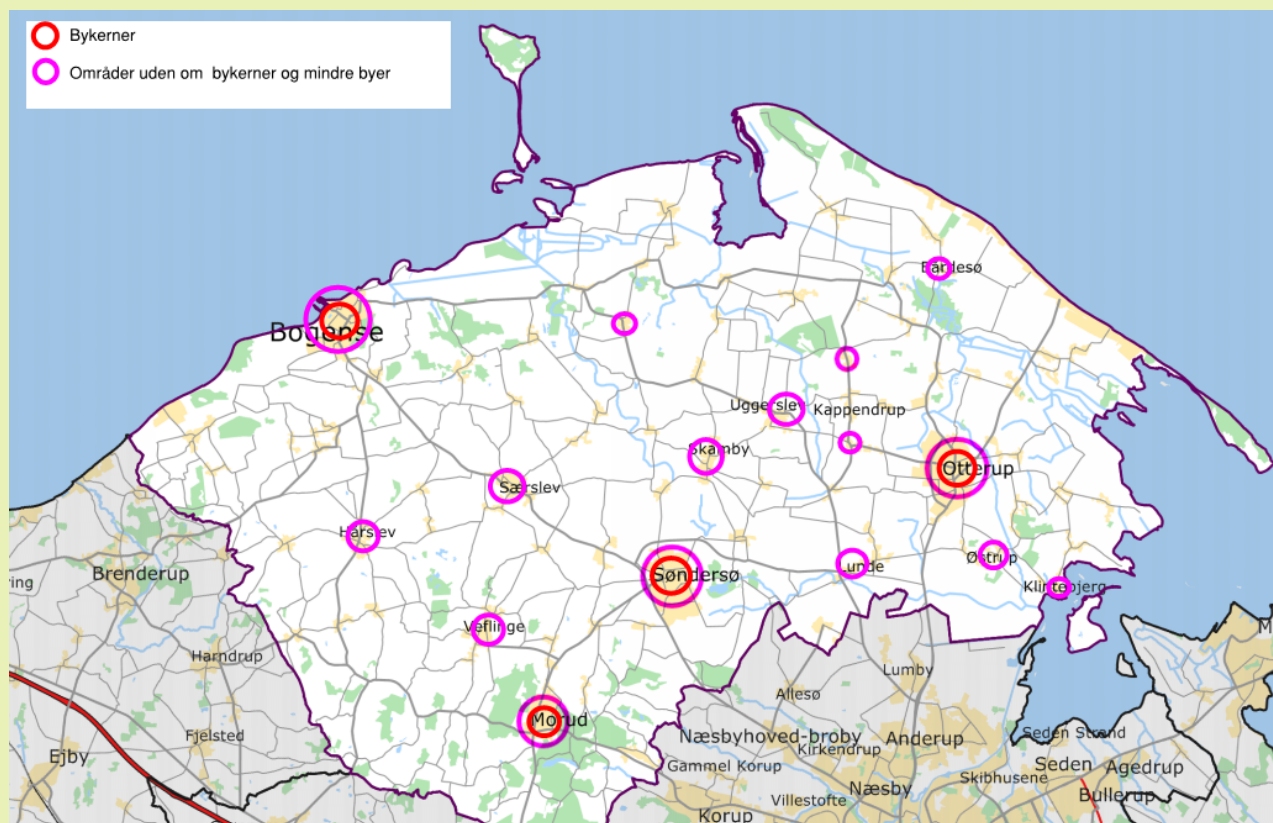 Bykerner
Områder uden om bykerner og mindre byer
Bårdesø
Bogense
Uggerslev
Kappendrup
Skamby
Otterup
Særslev
Hårslev
Østrup
Lunde
Søndersø
Brenderup
Klintebjerg
Veflinge
Harndrup
Lumby
Allesø
Morud
Fjelsted
Næsbyhoved-broby
Kirkendrup
Anderup
Seden Strand
Ejby
Gammel Korup
Seden
Agedrup
Skibhusene
Næsby
Villestofte
Bullerup
Korup